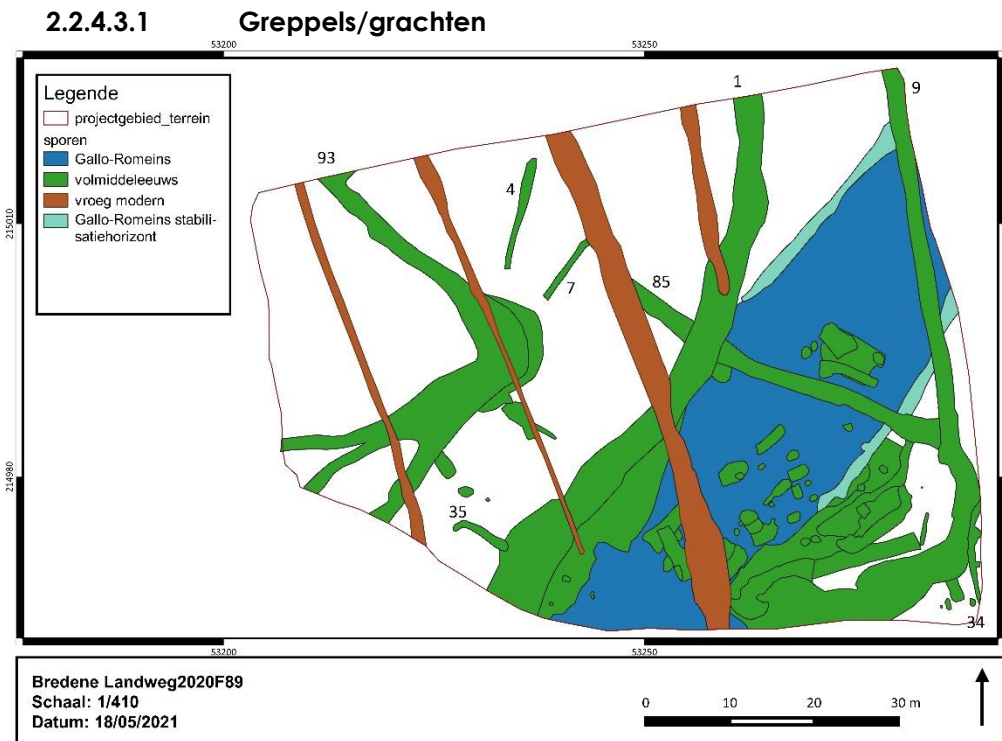 2.2.4.3.1 Greppels/grachten
53200 53250
Legende
projectgebied_terrein
sporen
Gallo-Romeins
volmiddeleeuws
vroeg modern
Gallo-Romeins stabili-
satiehorizont
215010
214980
93
4
7
85
1
9
35
34
53200 53250
Bredene Landweg2020F89
Schaal: 1/410
Datum: 18/05/2021
0 10 20 30 m